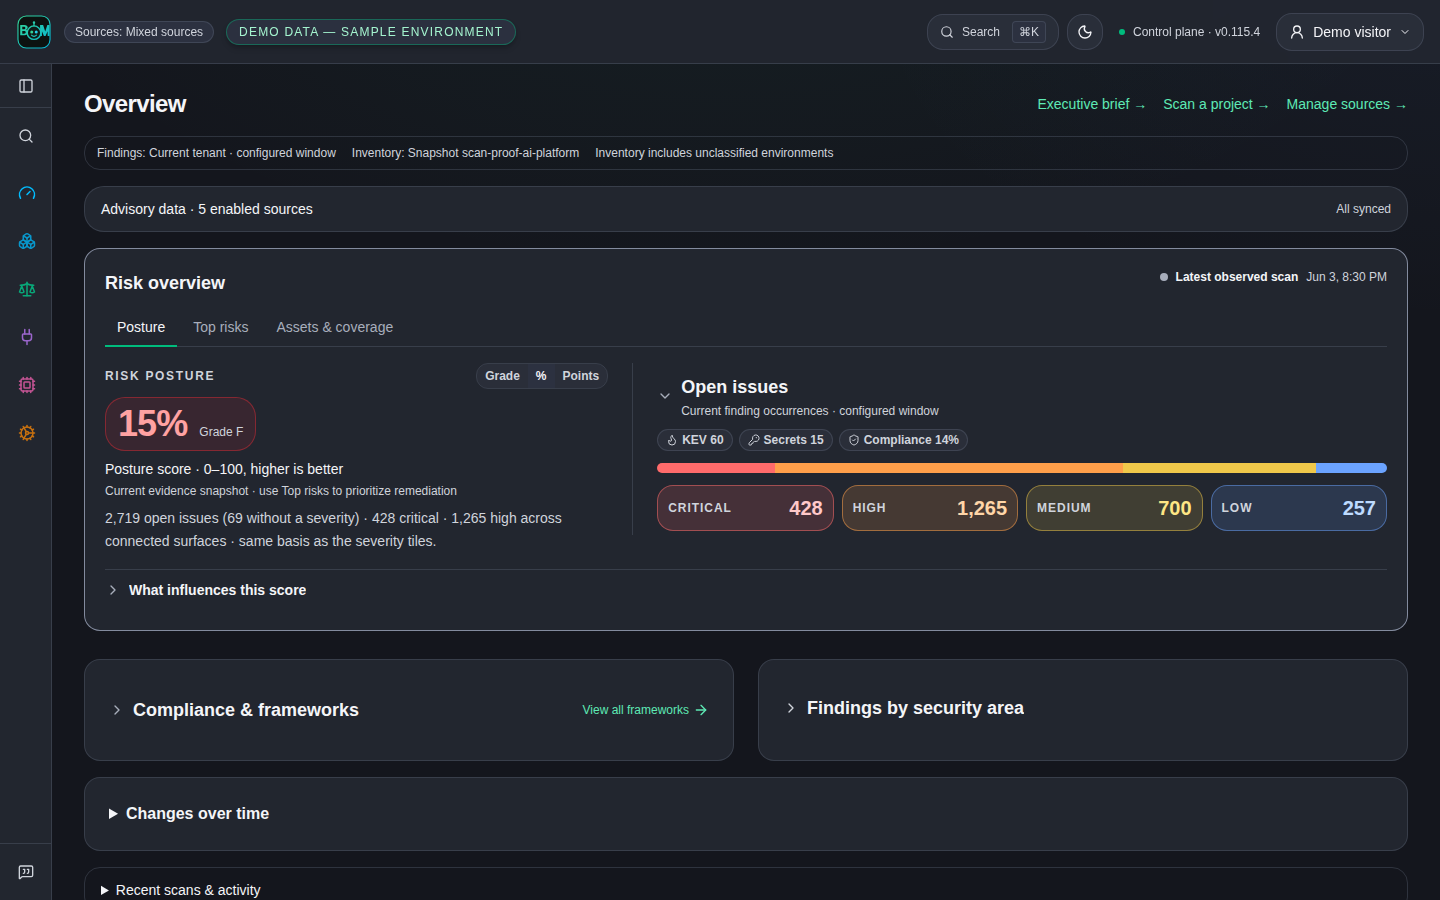 BOM
Sources: Mixed sources
DEMO DATA — SAMPLE ENVIRONMENT
Search ⌘K
Control plane · v0.115.4
Demo visitor
Overview
Executive brief → Scan a project → Manage sources →
Findings: Current tenant · configured window Inventory: Snapshot scan-proof-ai-platform Inventory includes unclassified environments
Advisory data · 5 enabled sources
All synced
Risk overview
Latest observed scan Jun 3, 8:30 PM
Posture Top risks Assets & coverage
RISK POSTURE
Grade % Points
15% Grade F
Posture score · 0–100, higher is better
Current evidence snapshot · use Top risks to prioritize remediation
2,719 open issues (69 without a severity) · 428 critical · 1,265 high across
connected surfaces · same basis as the severity tiles.
Open issues
Current finding occurrences · configured window
KEV 60 Secrets 15 Compliance 14%
CRITICAL 428
HIGH 1,265
MEDIUM 700
LOW 257
What influences this score
Compliance & frameworks
View all frameworks →
Findings by security area
Changes over time
Recent scans & activity